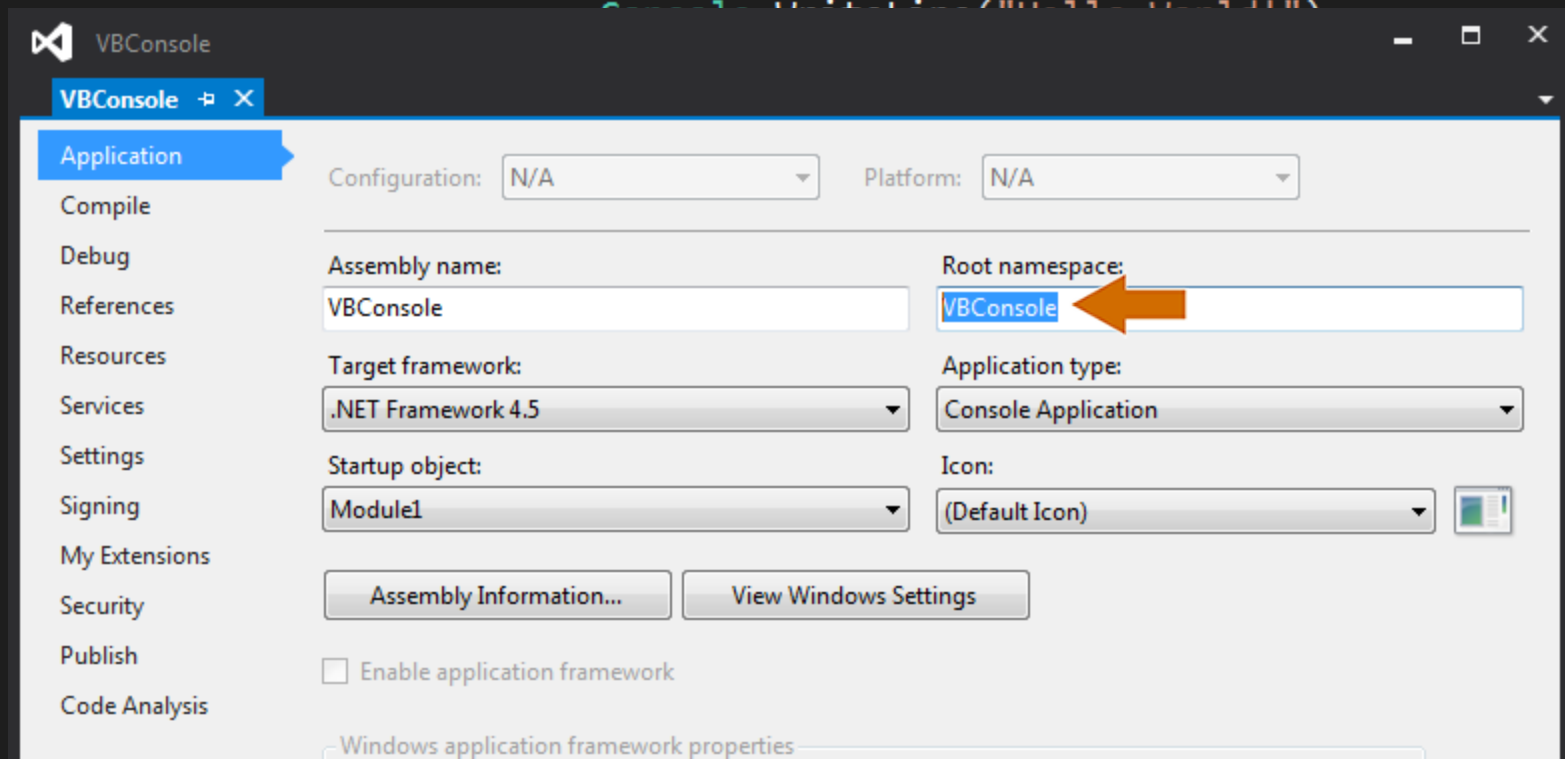 VBConsole
VBConsole
Application
Compile
Debug
References
Resources
Services
Settings
Signing
My Extensions
Security
Publish
Code Analysis
Configuration: N/A Platform: N/A
Assembly name: Root namespace:
VBConsole VBConsole
Target framework: Application type:
.NET Framework 4.5 Console Application
Startup object: Icon:
Module1 (Default Icon)
Assembly Information... View Windows Settings
Enable application framework
Windows application framework properties